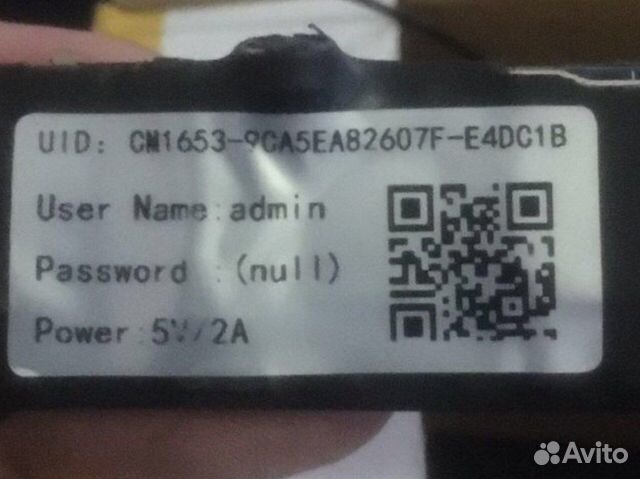 UID: CM1653-9CA5EA82607F-E4DC1B
User Name:admin
Password :(null)
Power:5V/2A
Avito